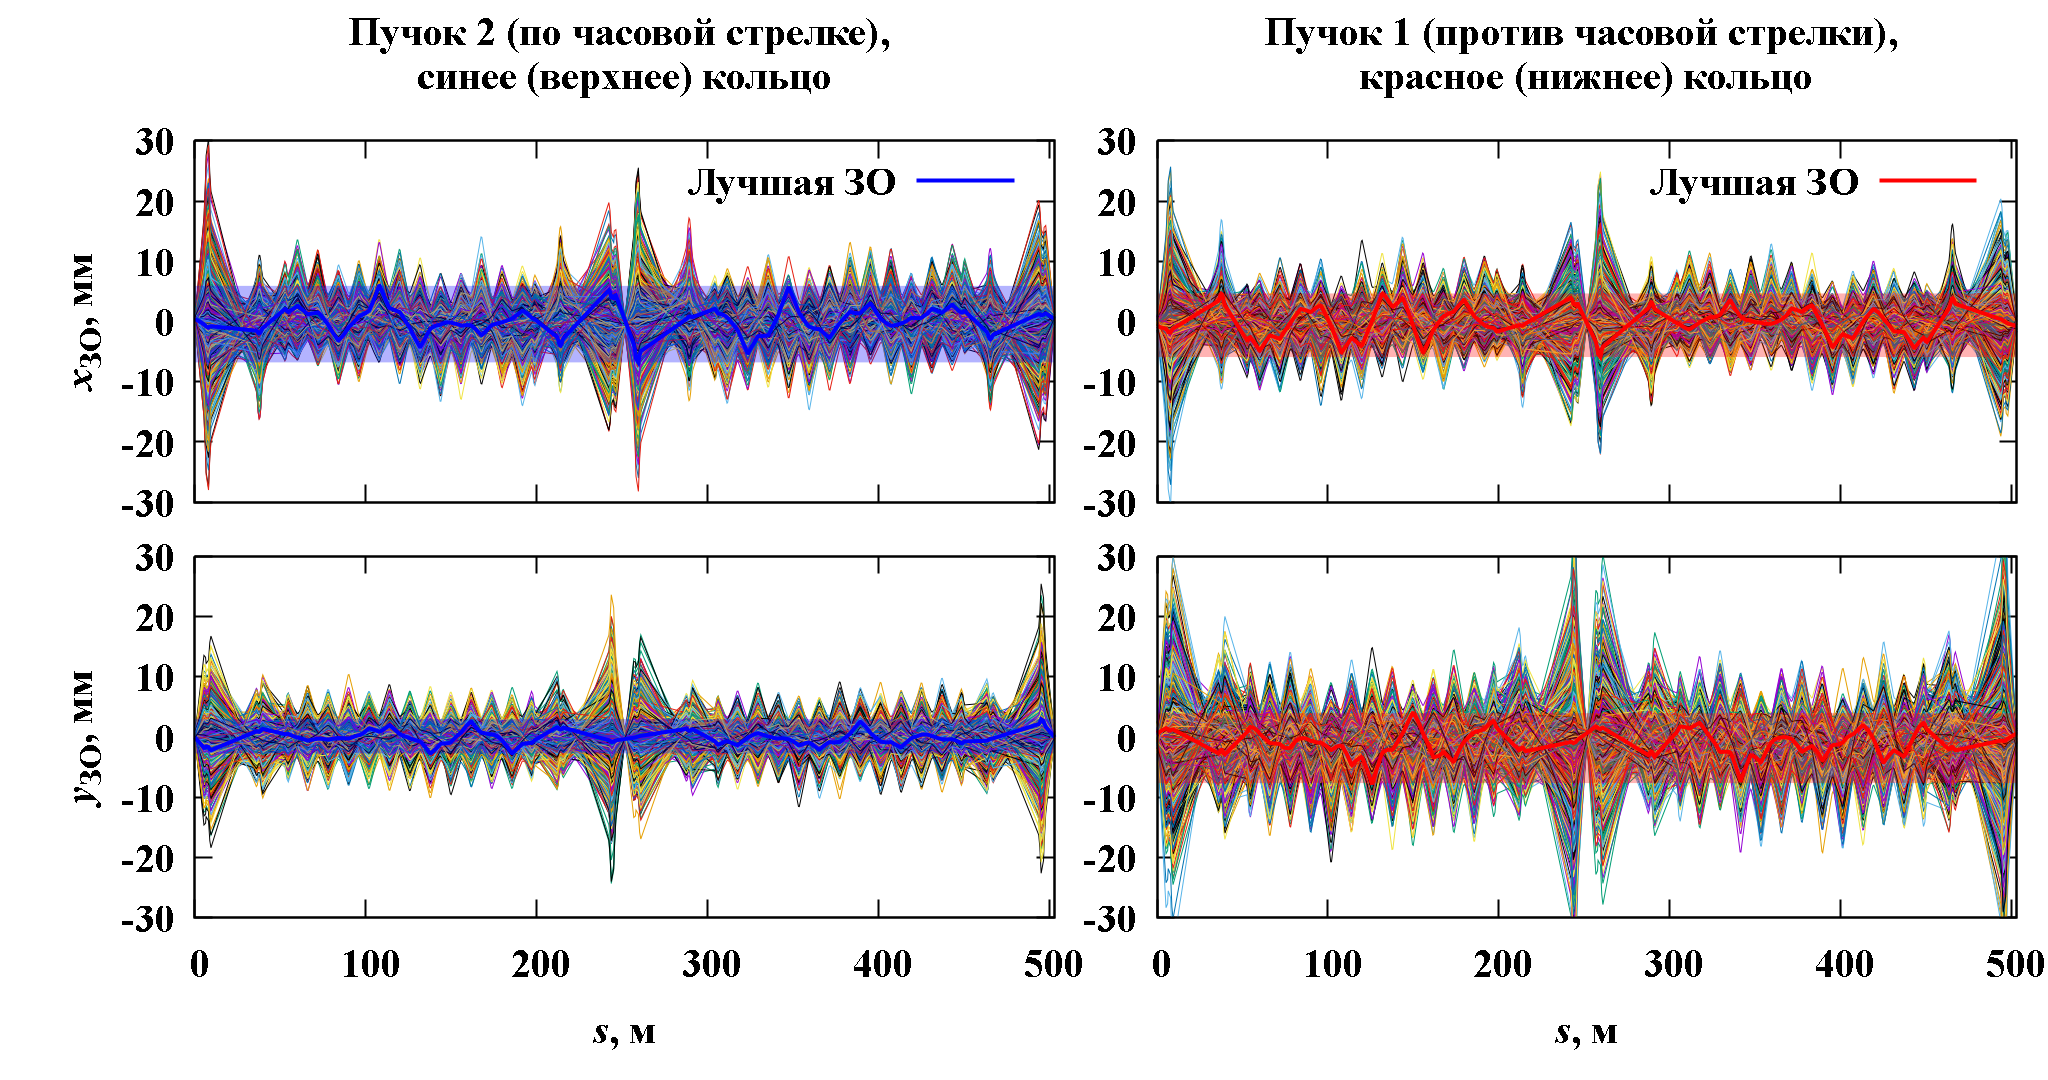 Пучок 2 (по часовой стрелке),
синее (верхнее) кольцо
Пучок 1 (против часовой стрелки),
красное (нижнее) кольцо
xЗО, мм
30
20
10
0
-10
-20
-30
Лучшая ЗО
30
20
10
0
-10
-20
-30
Лучшая ЗО
yЗО, мм
30
20
10
0
-10
-20
-30
0 100 200 300 400 500
s, м
30
20
10
0
-10
-20
-30
0 100 200 300 400 500
s, м